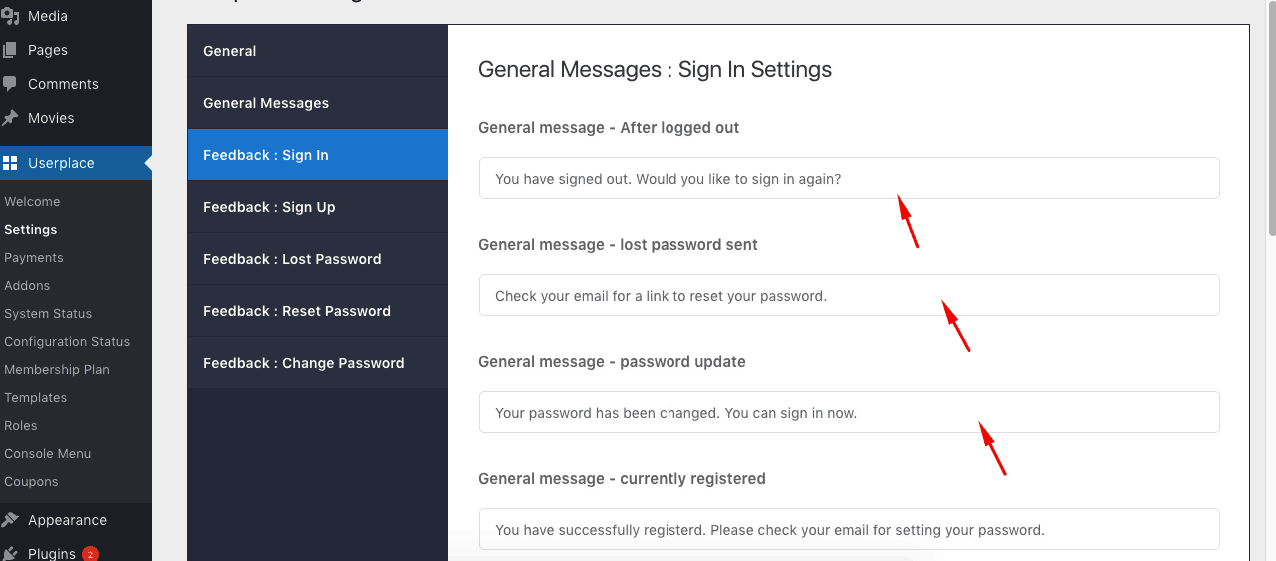 Media
Pages
Comments
Movies
Userplace
Welcome
Settings
Payments
Addons
System Status
Configuration Status
Membership Plan
Templates
Roles
Console Menu
Coupons
Appearance
Plugins 2
General
General Messages
Feedback : Sign In
Feedback : Sign Up
Feedback : Lost Password
Feedback : Reset Password
Feedback : Change Password
General Messages : Sign In Settings
General message - After logged out
You have signed out. Would you like to sign in again?
General message - lost password sent
Check your email for a link to reset your password.
General message - password update
Your password has been changed. You can sign in now.
General message - currently registered
You have successfully registerd. Please check your email for setting your password.